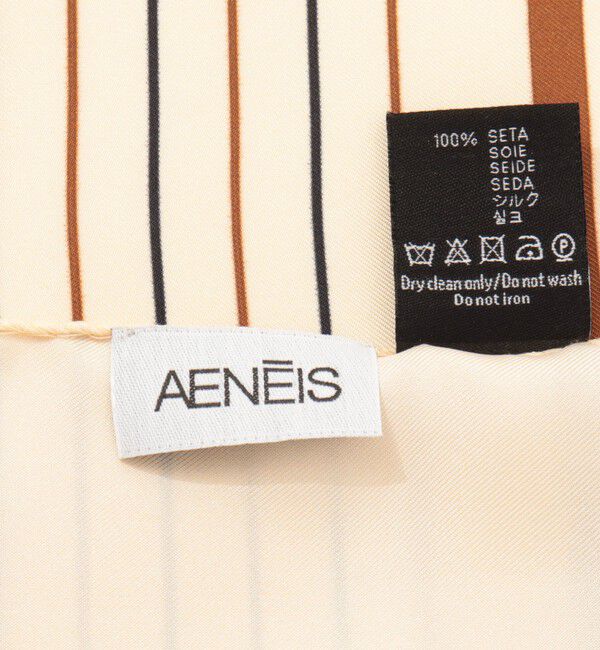 100% SETA
SOIE
SEIDE
SEDA
シルク
실크
P
Dry clean only/Do not wash
Do not iron
AENĒIS